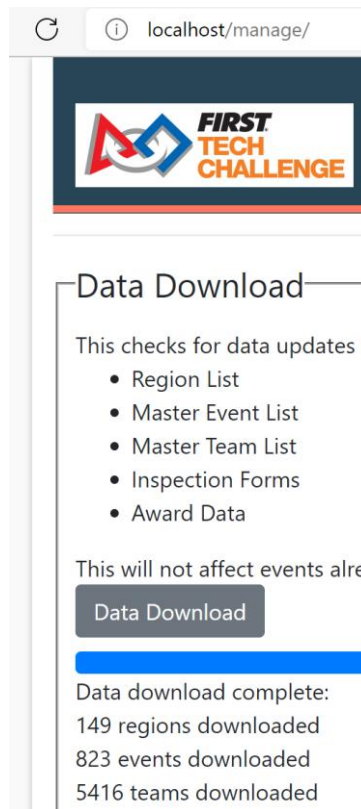 localhost/manage/
FIRST
TECH
CHALLENGE
Data Download
This checks for data updates
Region List
Master Event List
Master Team List
Inspection Forms
Award Data
This will not affect events alre
Data Download
Data download complete:
149 regions downloaded
823 events downloaded
5416 teams downloaded